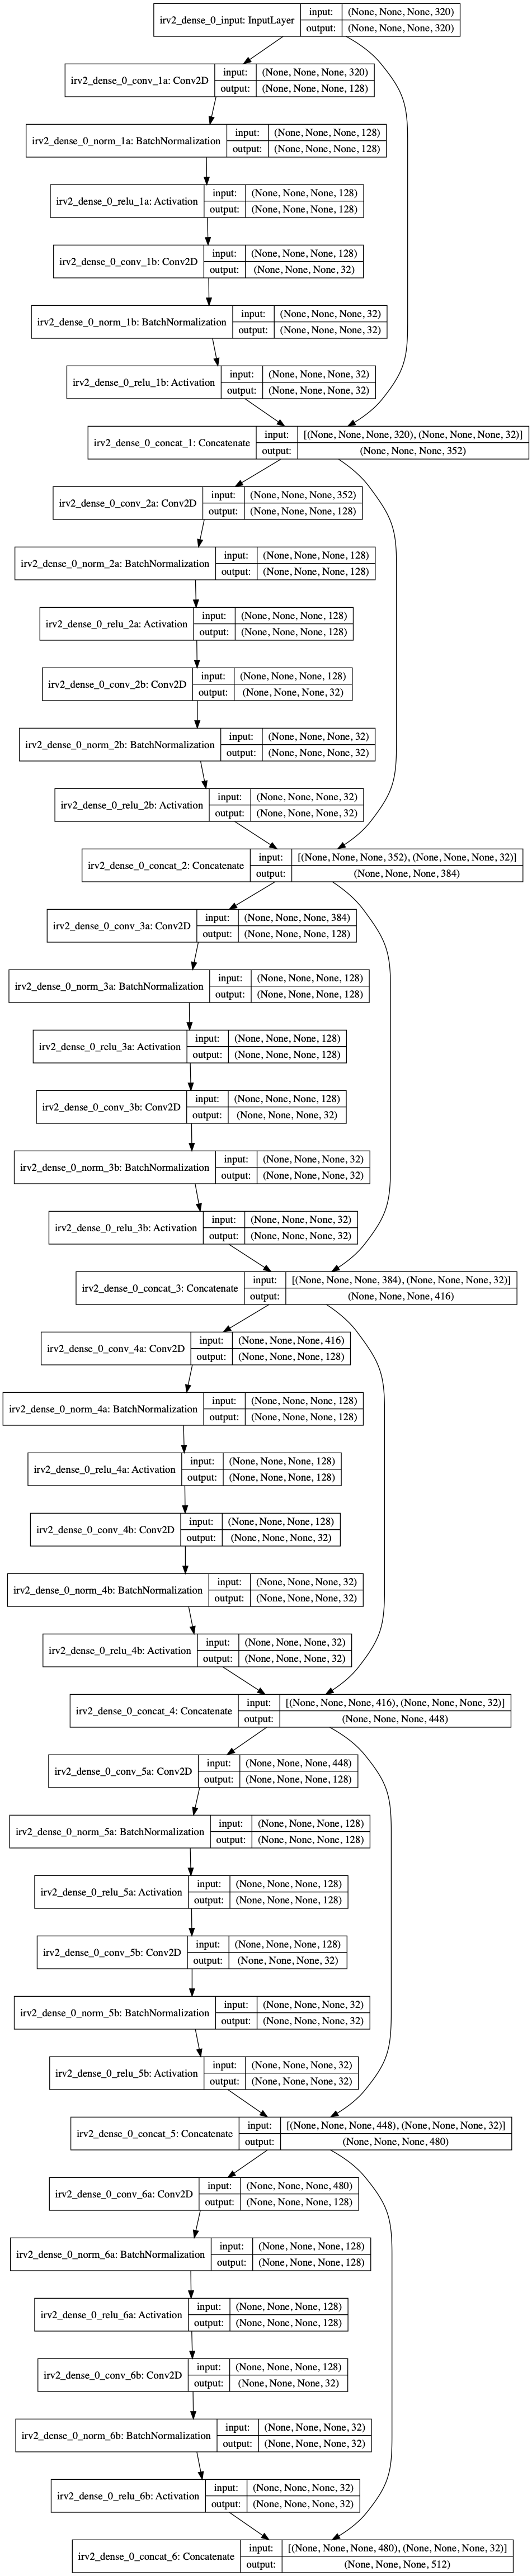 irv2_dense_0_input: InputLayer input: (None, None, None, 320)
output: (None, None, None, 320)
irv2_dense_0_conv_1a: Conv2D input: (None, None, None, 320)
output: (None, None, None, 128)
irv2_dense_0_norm_1a: BatchNormalization input: (None, None, None, 128)
output: (None, None, None, 128)
irv2_dense_0_relu_1a: Activation input: (None, None, None, 128)
output: (None, None, None, 128)
irv2_dense_0_conv_1b: Conv2D input: (None, None, None, 128)
output: (None, None, None, 32)
irv2_dense_0_norm_1b: BatchNormalization input: (None, None, None, 32)
output: (None, None, None, 32)
irv2_dense_0_relu_1b: Activation input: (None, None, None, 32)
output: (None, None, None, 32)
irv2_dense_0_concat_1: Concatenate input: [(None, None, None, 320), (None, None, None, 32)]
output: (None, None, None, 352)
irv2_dense_0_conv_2a: Conv2D input: (None, None, None, 352)
output: (None, None, None, 128)
irv2_dense_0_norm_2a: BatchNormalization input: (None, None, None, 128)
output: (None, None, None, 128)
irv2_dense_0_relu_2a: Activation input: (None, None, None, 128)
output: (None, None, None, 128)
irv2_dense_0_conv_2b: Conv2D input: (None, None, None, 128)
output: (None, None, None, 32)
irv2_dense_0_norm_2b: BatchNormalization input: (None, None, None, 32)
output: (None, None, None, 32)
irv2_dense_0_relu_2b: Activation input: (None, None, None, 32)
output: (None, None, None, 32)
irv2_dense_0_concat_2: Concatenate input: [(None, None, None, 352), (None, None, None, 32)]
output: (None, None, None, 384)
irv2_dense_0_conv_3a: Conv2D input: (None, None, None, 384)
output: (None, None, None, 128)
irv2_dense_0_norm_3a: BatchNormalization input: (None, None, None, 128)
output: (None, None, None, 128)
irv2_dense_0_relu_3a: Activation input: (None, None, None, 128)
output: (None, None, None, 128)
irv2_dense_0_conv_3b: Conv2D input: (None, None, None, 128)
output: (None, None, None, 32)
irv2_dense_0_norm_3b: BatchNormalization input: (None, None, None, 32)
output: (None, None, None, 32)
irv2_dense_0_relu_3b: Activation input: (None, None, None, 32)
output: (None, None, None, 32)
irv2_dense_0_concat_3: Concatenate input: [(None, None, None, 384), (None, None, None, 32)]
output: (None, None, None, 416)
irv2_dense_0_conv_4a: Conv2D input: (None, None, None, 416)
output: (None, None, None, 128)
irv2_dense_0_norm_4a: BatchNormalization input: (None, None, None, 128)
output: (None, None, None, 128)
irv2_dense_0_relu_4a: Activation input: (None, None, None, 128)
output: (None, None, None, 128)
irv2_dense_0_conv_4b: Conv2D input: (None, None, None, 128)
output: (None, None, None, 32)
irv2_dense_0_norm_4b: BatchNormalization input: (None, None, None, 32)
output: (None, None, None, 32)
irv2_dense_0_relu_4b: Activation input: (None, None, None, 32)
output: (None, None, None, 32)
irv2_dense_0_concat_4: Concatenate input: [(None, None, None, 416), (None, None, None, 32)]
output: (None, None, None, 448)
irv2_dense_0_conv_5a: Conv2D input: (None, None, None, 448)
output: (None, None, None, 128)
irv2_dense_0_norm_5a: BatchNormalization input: (None, None, None, 128)
output: (None, None, None, 128)
irv2_dense_0_relu_5a: Activation input: (None, None, None, 128)
output: (None, None, None, 128)
irv2_dense_0_conv_5b: Conv2D input: (None, None, None, 128)
output: (None, None, None, 32)
irv2_dense_0_norm_5b: BatchNormalization input: (None, None, None, 32)
output: (None, None, None, 32)
irv2_dense_0_relu_5b: Activation input: (None, None, None, 32)
output: (None, None, None, 32)
irv2_dense_0_concat_5: Concatenate input: [(None, None, None, 448), (None, None, None, 32)]
output: (None, None, None, 480)
irv2_dense_0_conv_6a: Conv2D input: (None, None, None, 480)
output: (None, None, None, 128)
irv2_dense_0_norm_6a: BatchNormalization input: (None, None, None, 128)
output: (None, None, None, 128)
irv2_dense_0_relu_6a: Activation input: (None, None, None, 128)
output: (None, None, None, 128)
irv2_dense_0_conv_6b: Conv2D input: (None, None, None, 128)
output: (None, None, None, 32)
irv2_dense_0_norm_6b: BatchNormalization input: (None, None, None, 32)
output: (None, None, None, 32)
irv2_dense_0_relu_6b: Activation input: (None, None, None, 32)
output: (None, None, None, 32)
irv2_dense_0_concat_6: Concatenate input: [(None, None, None, 480), (None, None, None, 32)]
output: (None, None, None, 512)